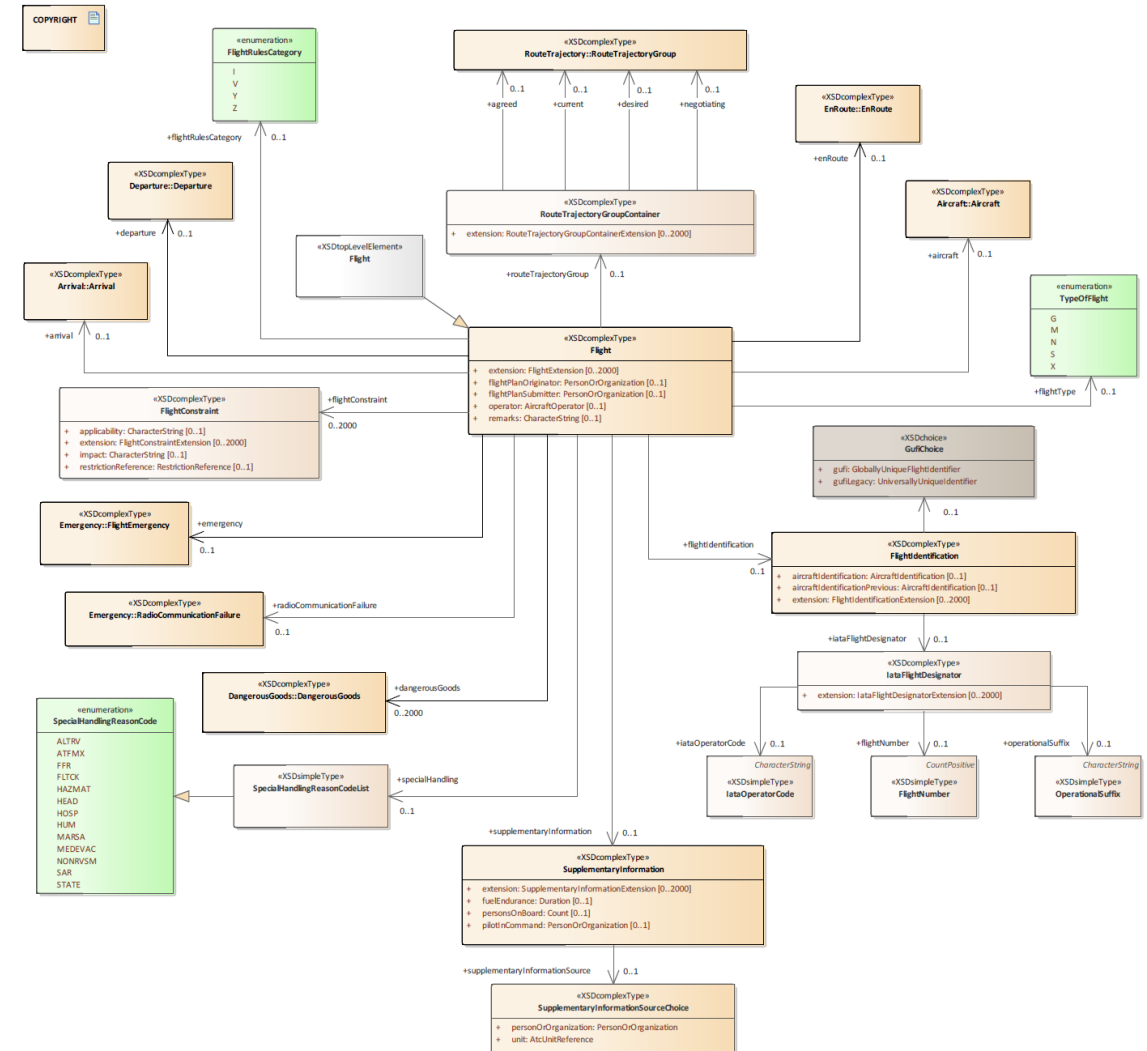 COPYRIGHT
«enumeration»
FlightRulesCategory
I
V
Y
Z
«XSDcomplexType»
RouteTrajectory::RouteTrajectoryGroup
0..1
0..1
0..1
0..1
+agreed
+current
+desired
+negotiating
«XSDcomplexType»
EnRoute::EnRoute
+flightRulesCategory
0..1
+enRoute
0..1
«XSDcomplexType»
Departure::Departure
+departure
0..1
«XSDcomplexType»
RouteTrajectoryGroupContainer
+ extension: RouteTrajectoryGroupContainerExtension [0..2000]
«XSDcomplexType»
Aircraft::Aircraft
+aircraft
0..1
«XSDtopLevelElement»
Flight
+routeTrajectoryGroup
0..1
«XSDcomplexType»
Arrival::Arrival
+arrival
0..1
«enumeration»
TypeOfFlight
G
M
N
S
X
+flightType
0..1
«XSDcomplexType»
Flight
+ extension: FlightExtension [0..2000]
+ flightPlanOriginator: PersonOrOrganization [0..1]
+ flightPlanSubmitter: PersonOrOrganization [0..1]
+ operator: AircraftOperator [0..1]
+ remarks: CharacterString [0..1]
«XSDcomplexType»
FlightConstraint
+ applicability: CharacterString [0..1]
+ extension: FlightConstraintExtension [0..2000]
+ impact: CharacterString [0..1]
+ restrictionReference: RestrictionReference [0..1]
+flightConstraint
0..2000
«XSDchoice»
GufiChoice
+ gufi: GloballyUniqueFlightIdentifier
+ gufiLegacy: UniversallyUniqueIdentifier
0..1
«XSDcomplexType»
Emergency::FlightEmergency
+emergency
0..1
+flightIdentification
0..1
«XSDcomplexType»
FlightIdentification
+ aircraftIdentification: AircraftIdentification [0..1]
+ aircraftIdentificationPrevious: AircraftIdentification [0..1]
+ extension: FlightIdentificationExtension [0..2000]
«XSDcomplexType»
Emergency::RadioCommunicationFailure
+radioCommunicationFailure
0..1
+iataFlightDesignator
0..1
«XSDcomplexType»
IataFlightDesignator
+ extension: IataFlightDesignatorExtension [0..2000]
«XSDcomplexType»
DangerousGoods::DangerousGoods
+dangerousGoods
0..2000
+iataOperatorCode
0..1
+flightNumber
0..1
+operationalSuffix
0..1
CharacterString
«XSDsimpleType»
IataOperatorCode
CountPositive
«XSDsimpleType»
FlightNumber
CharacterString
«XSDsimpleType»
OperationalSuffix
«enumeration»
SpecialHandlingReasonCode
ALTRV
ATFMX
FFR
FLTCK
HAZMAT
HEAD
HOSP
HUM
MARSA
MEDEVAC
NONRVSM
SAR
STATE
«XSDsimpleType»
SpecialHandlingReasonCodeList
+specialHandling
0..1
+supplementaryInformation
0..1
«XSDcomplexType»
SupplementaryInformation
+ extension: SupplementaryInformationExtension [0..2000]
+ fuelEndurance: Duration [0..1]
+ personsOnBoard: Count [0..1]
+ pilotInCommand: PersonOrOrganization [0..1]
+supplementaryInformationSource
0..1
«XSDcomplexType»
SupplementaryInformationSourceChoice
+ personOrOrganization: PersonOrOrganization
+ unit: AtcUnitReference